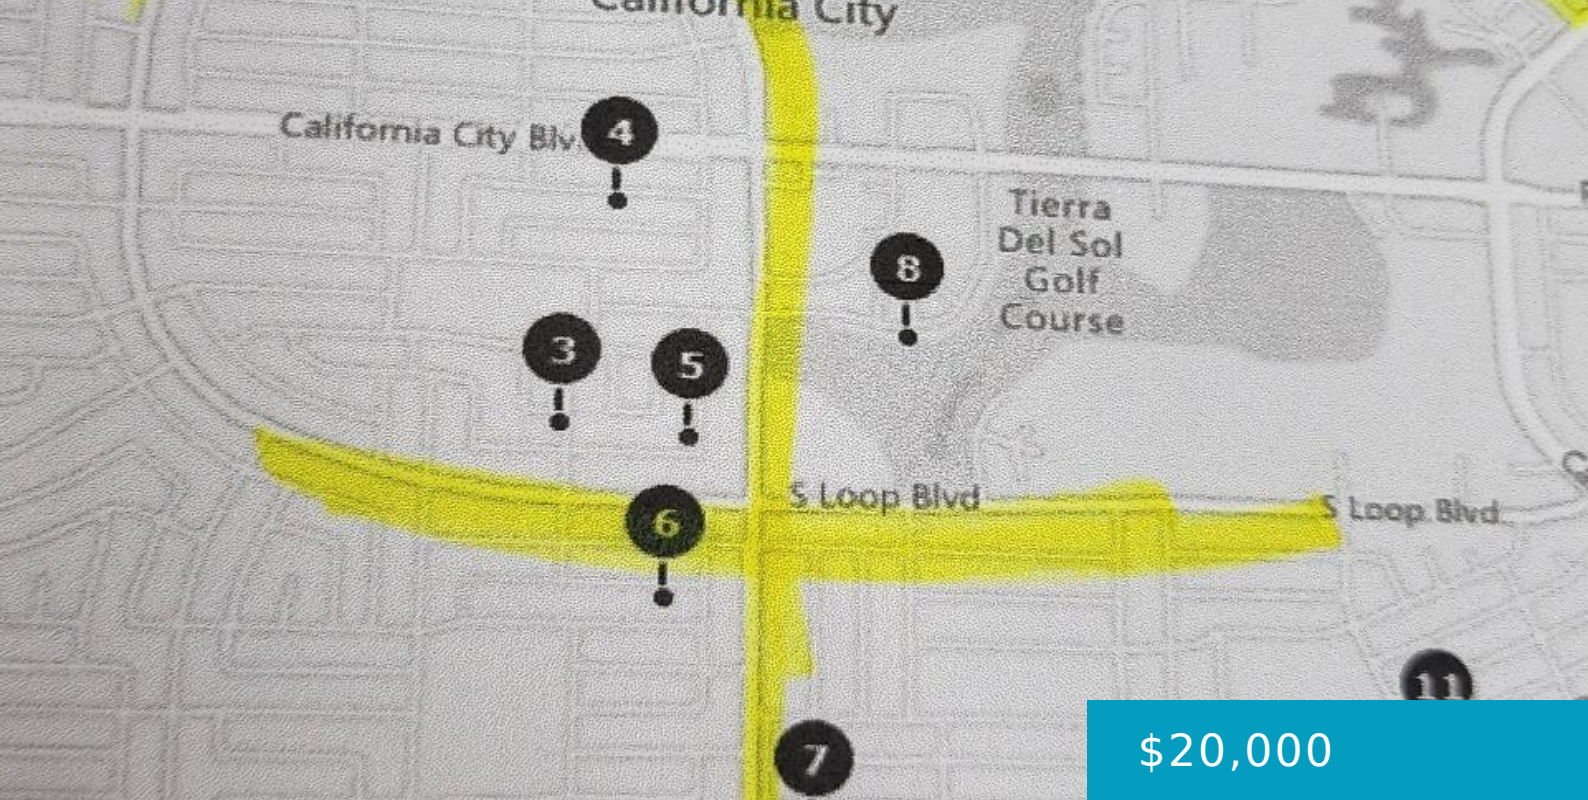 California City
California City Blv.
4
Tierra
Del Sol
Golf
Course
8
3
5
S Loop Blvd
S Loop Blvd
6
11
7
$20,000